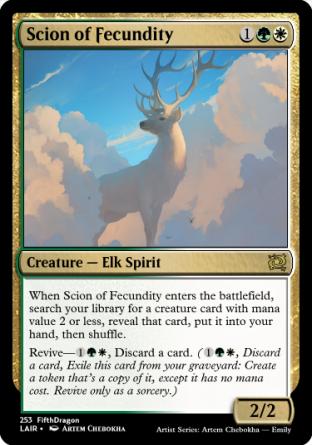 Scion of Fecundity 1
Creature — Elk Spirit
When Scion of Fecundity enters the battlefield,
search your library for a creature card with mana
value 2 or less, reveal that card, put it into your
hand, then shuffle.
Revive—1, Discard a card. (1, Discard
a card, Exile this card from your graveyard: Create
a token that's a copy of it, except it has no mana
cost. Revive only as sorcery.)
2/2
253 FifthDragon
LAIR • Artem Chebokha
Artist Series: Artem Chebokha — Emily